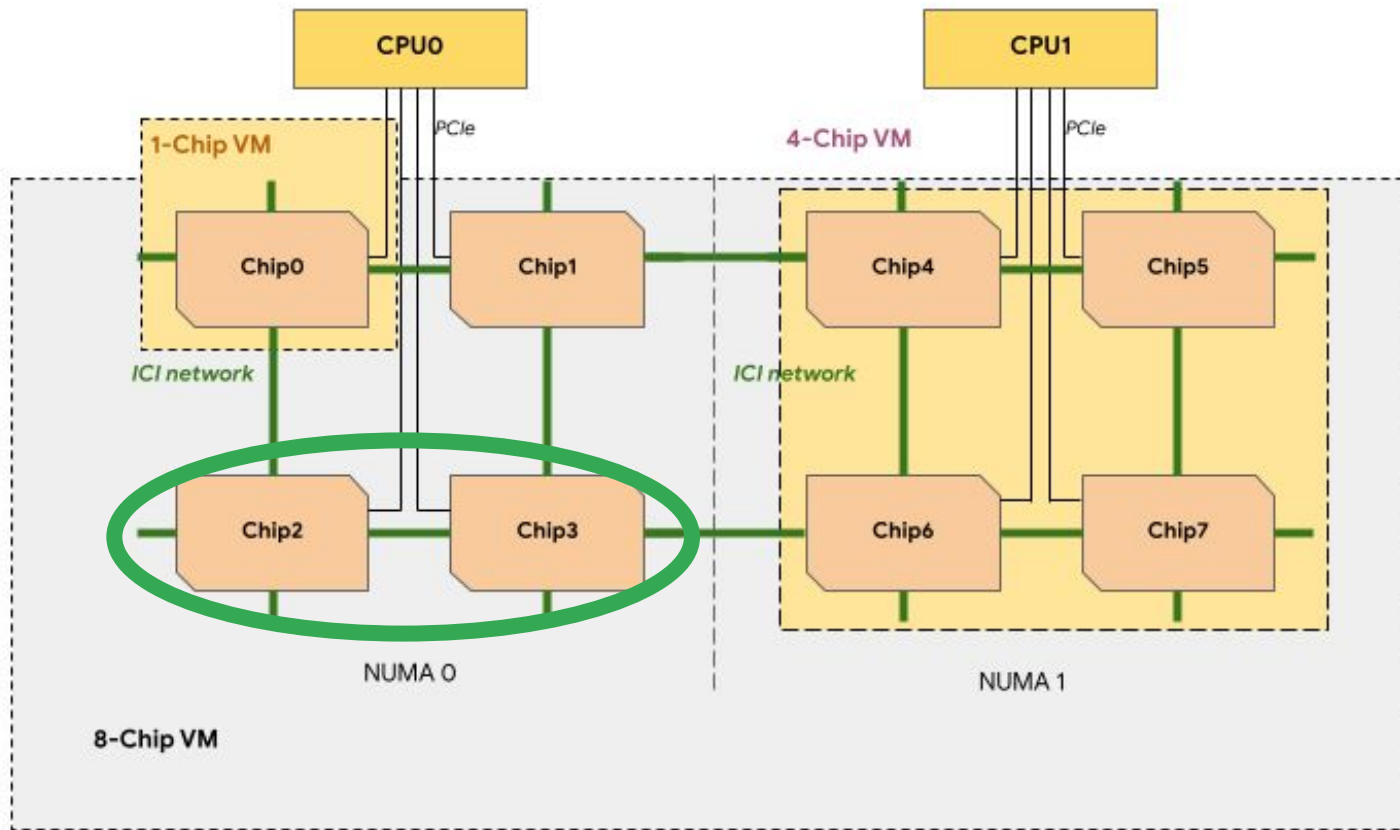 CPU0
CPU1
PCIe
PCIe
1-Chip VM
4-Chip VM
Chip0
Chip1
Chip4
Chip5
ICI network
ICI network
Chip2
Chip3
Chip6
Chip7
NUMA 0
NUMA 1
8-Chip VM